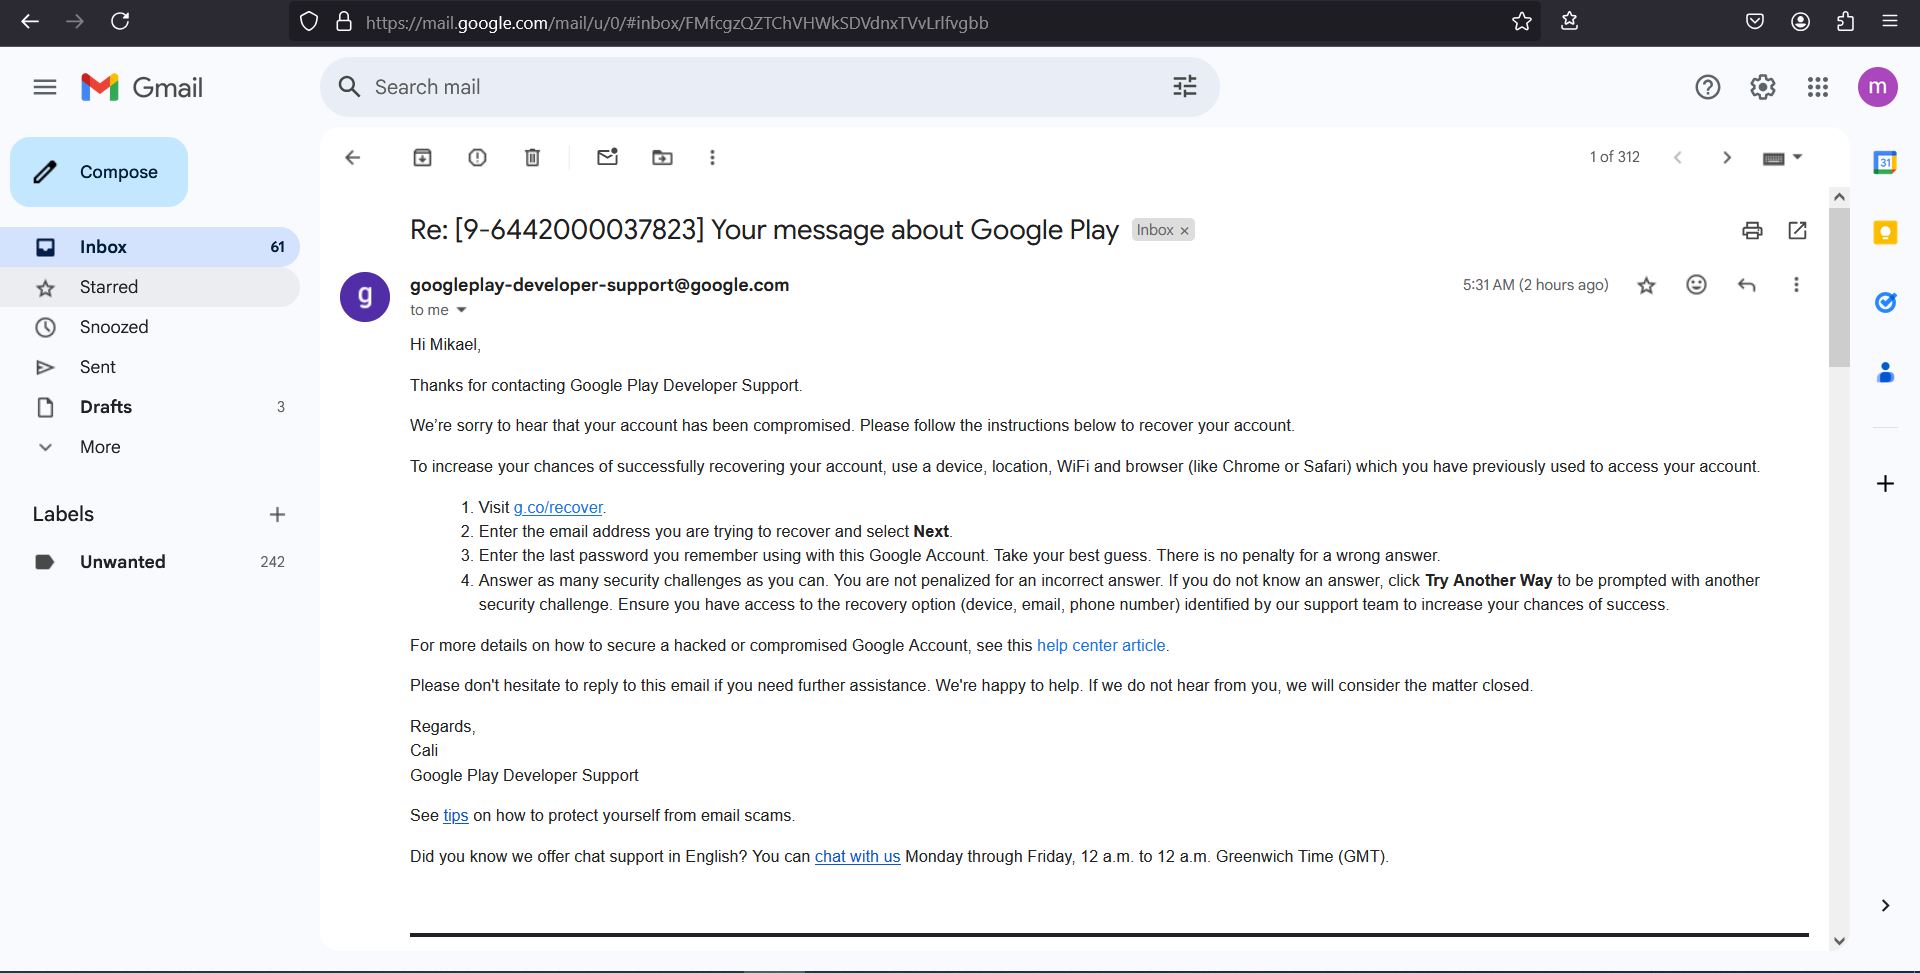 https://mail.google.com/mail/u/0/#inbox/FMfcgzQZTChVHWkSDVdnxTVvLrlfvgbb
Gmail
Search mail
m
Compose
1 of 312
31
Inbox 61
Starred
Snoozed
Sent
Drafts 3
More
Labels
Unwanted 242
Re: [9-6442000037823] Your message about Google Play Inbox ×
g
googleplay-developer-support@google.com 5:31 AM (2 hours ago)
to me
Hi Mikael,
Thanks for contacting Google Play Developer Support.
We’re sorry to hear that your account has been compromised. Please follow the instructions below to recover your account.
To increase your chances of successfully recovering your account, use a device, location, WiFi and browser (like Chrome or Safari) which you have previously used to access your account.
1. Visit g.co/recover.
2. Enter the email address you are trying to recover and select Next.
3. Enter the last password you remember using with this Google Account. Take your best guess. There is no penalty for a wrong answer.
4. Answer as many security challenges as you can. You are not penalized for an incorrect answer. If you do not know an answer, click Try Another Way to be prompted with another
security challenge. Ensure you have access to the recovery option (device, email, phone number) identified by our support team to increase your chances of success.
For more details on how to secure a hacked or compromised Google Account, see this help center article.
Please don't hesitate to reply to this email if you need further assistance. We're happy to help. If we do not hear from you, we will consider the matter closed.
Regards,
Cali
Google Play Developer Support
See tips on how to protect yourself from email scams.
Did you know we offer chat support in English? You can chat with us Monday through Friday, 12 a.m. to 12 a.m. Greenwich Time (GMT).